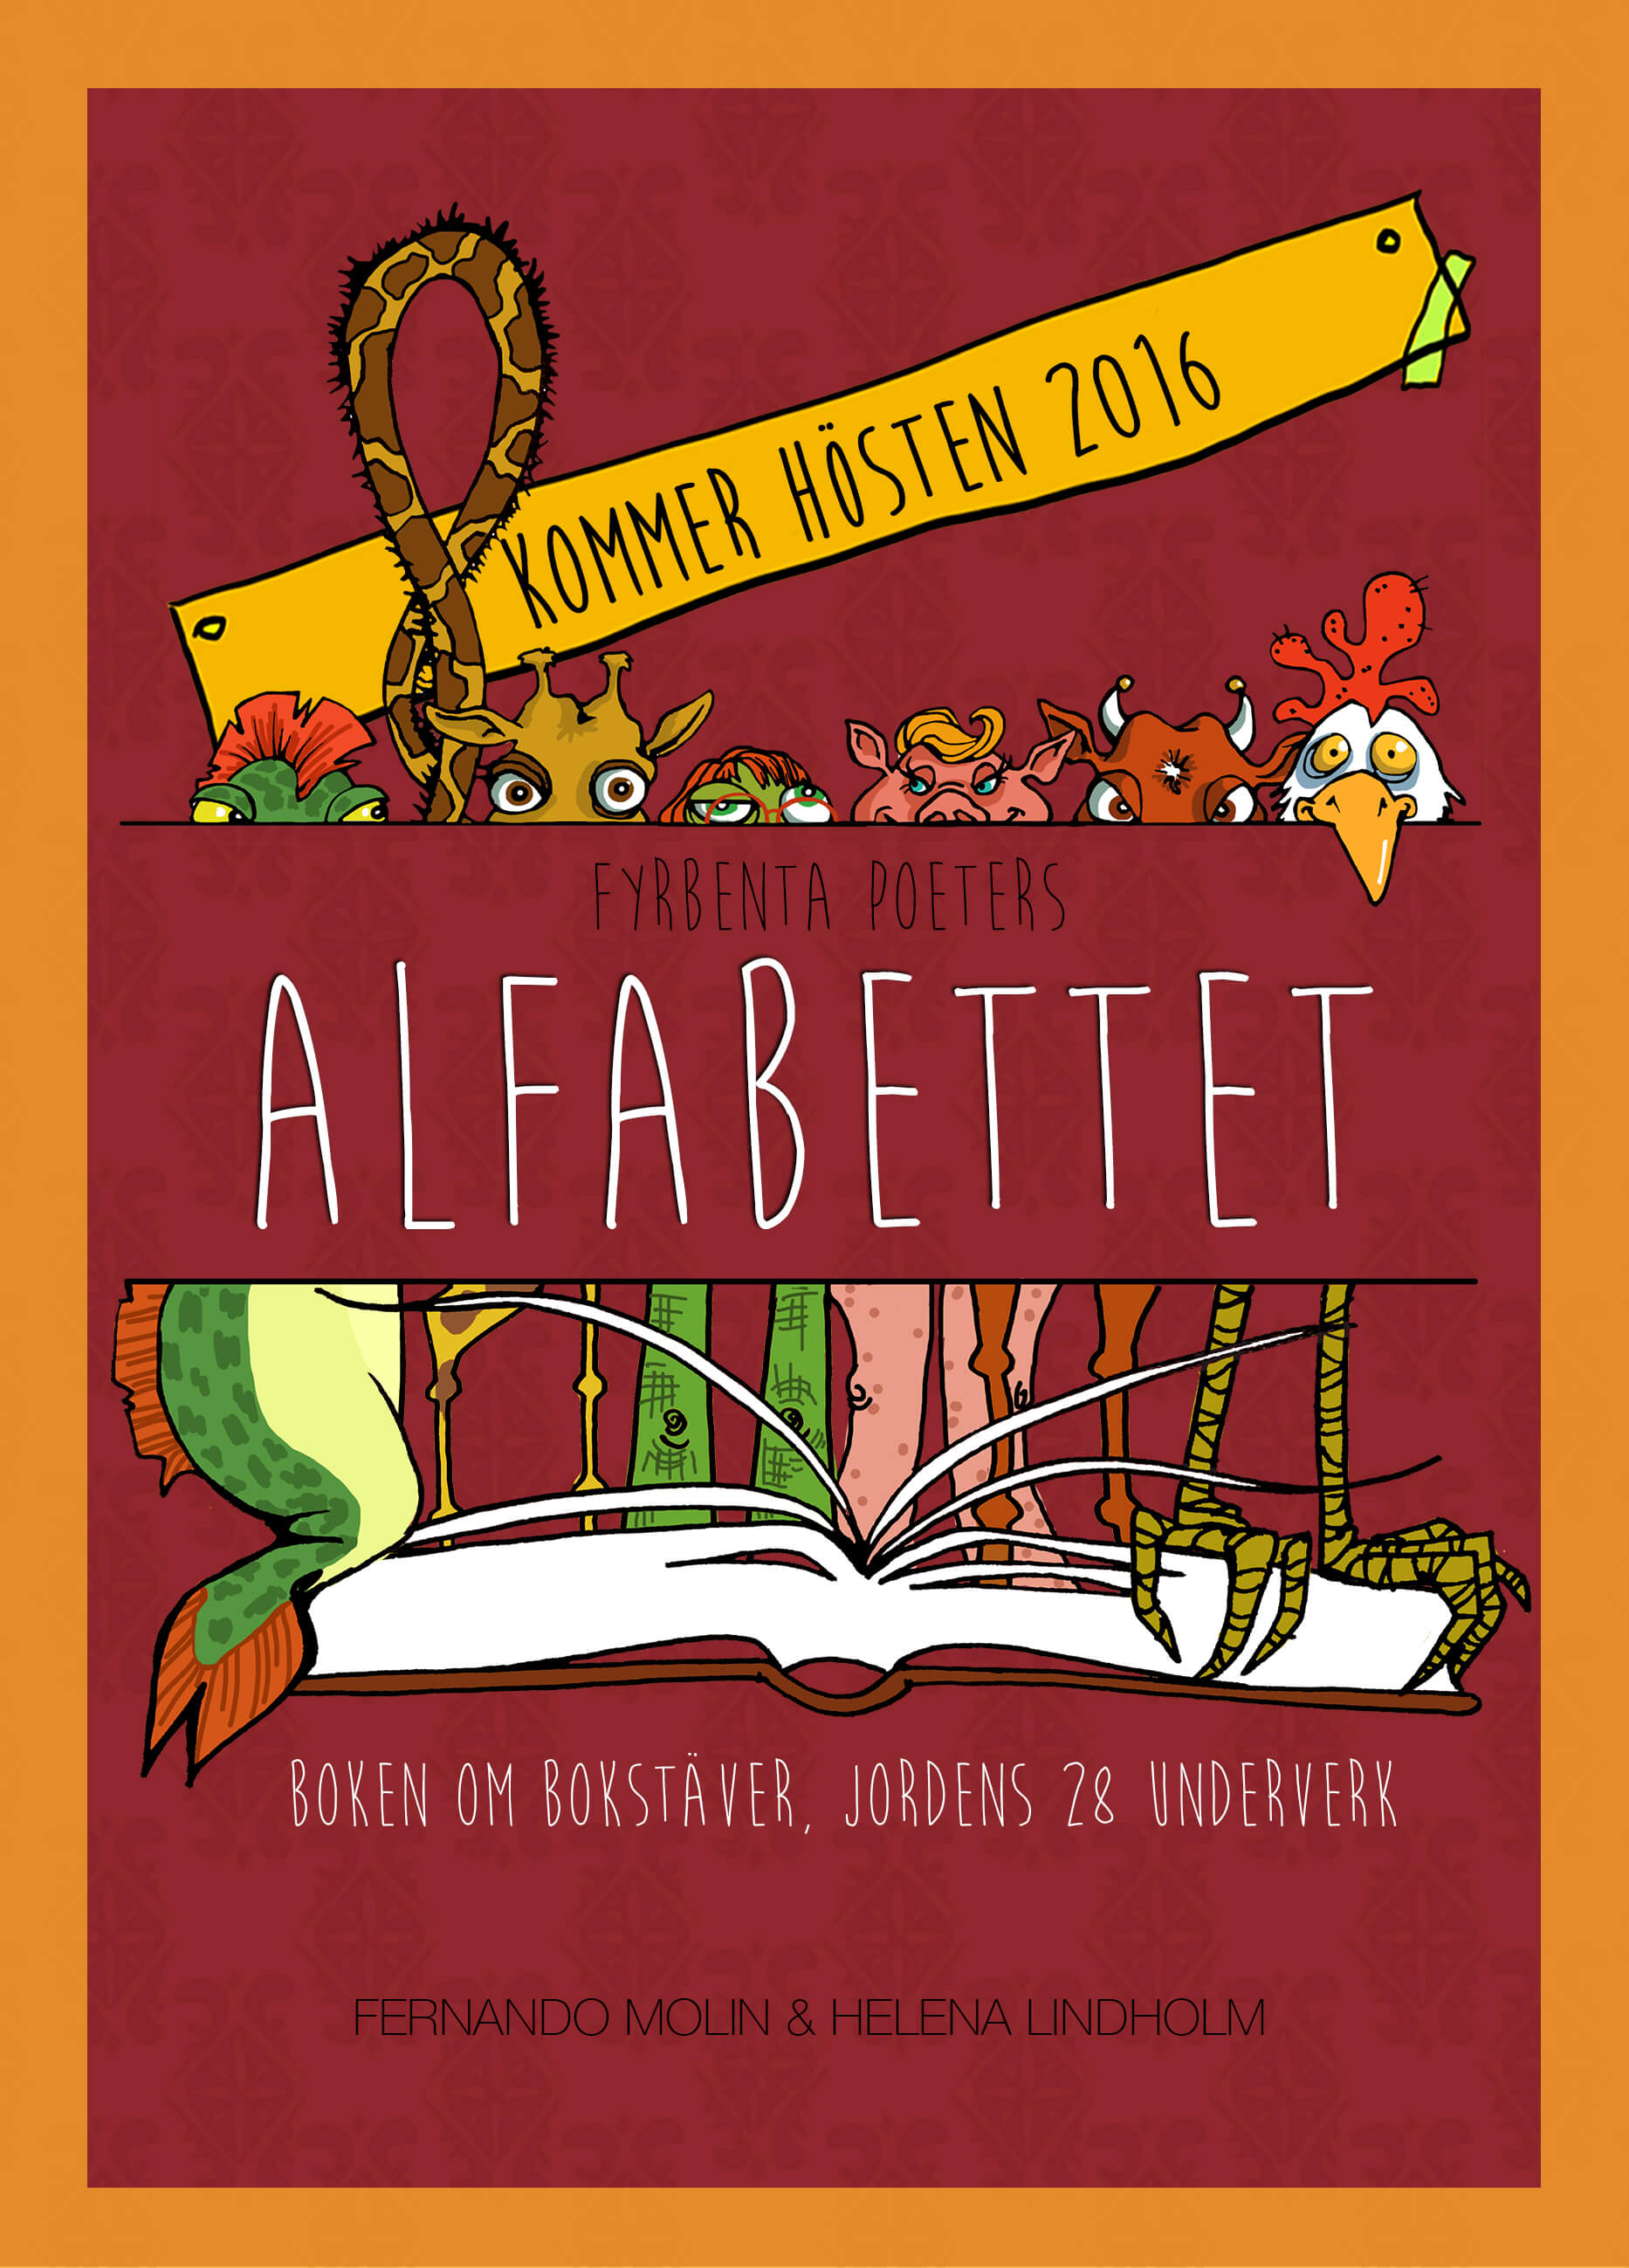 KOMMER HÖSTEN 2016
FYRBENTA POETERS
ALFABETTET
BOKEN OM BOKSTÄVER, JORDENS 28 UNDERVERK
FERNANDO MOLIN & HELENA LINDHOLM